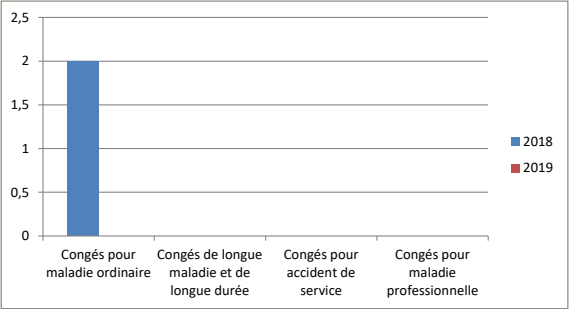 2,5
2
1,5
1
0,5
0
Congés pour
maladie ordinaire
Congés de longue
maladie et de
longue durée
Congés pour
accident de
service
Congés pour
maladie
professionnelle
2018
2019